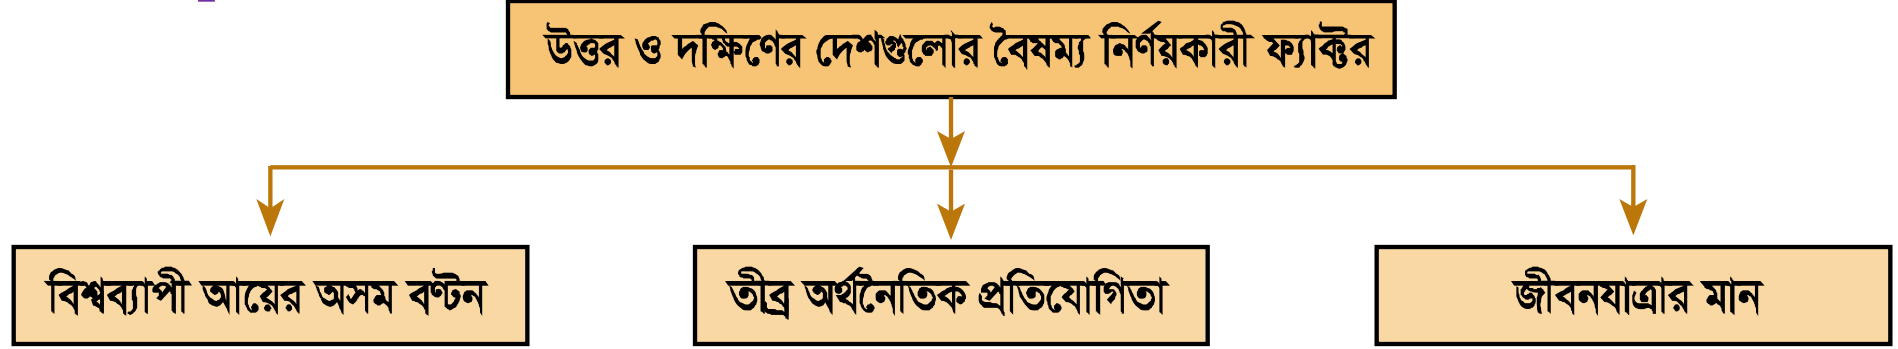 উত্তর ও দক্ষিণের দেশগুলোর বৈষম্য নির্ণয়কারী ফ্যাক্টর
বিশ্বব্যাপী আয়ের অসম বণ্টন
তীব্র অর্থনৈতিক প্রতিযোগিতা
জীবনযাত্রার মান